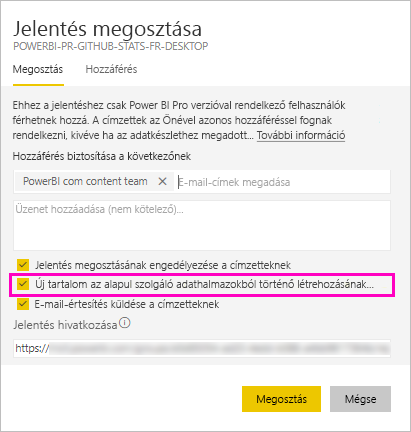 Jelentés megosztása
POWERBI-PR-GITHUB-STATS-FR-DESKTOP
Megosztás Hozzáférés
Ehhez a jelentéshez csak Power BI Pro verzióval rendelkező felhasználók
férhetnek hozzá. A címzettek az Önével azonos hozzáféréssel fognak
rendelkezni, kivéve ha az adatkészlethez megadott... További információ
Hozzáférés biztosítása a következőnek
PowerBI com content team E-mail-címek megadása
Üzenet hozzáadása (nem kötelező)...
Jelentés megosztásának engedélyezése a címzetteknek
Új tartalom az alapul szolgáló adathalmazokból történő létrehozásának...
E-mail-értesítés küldése a címzetteknek
Jelentés hivatkozása
https://
Megosztás Mégse